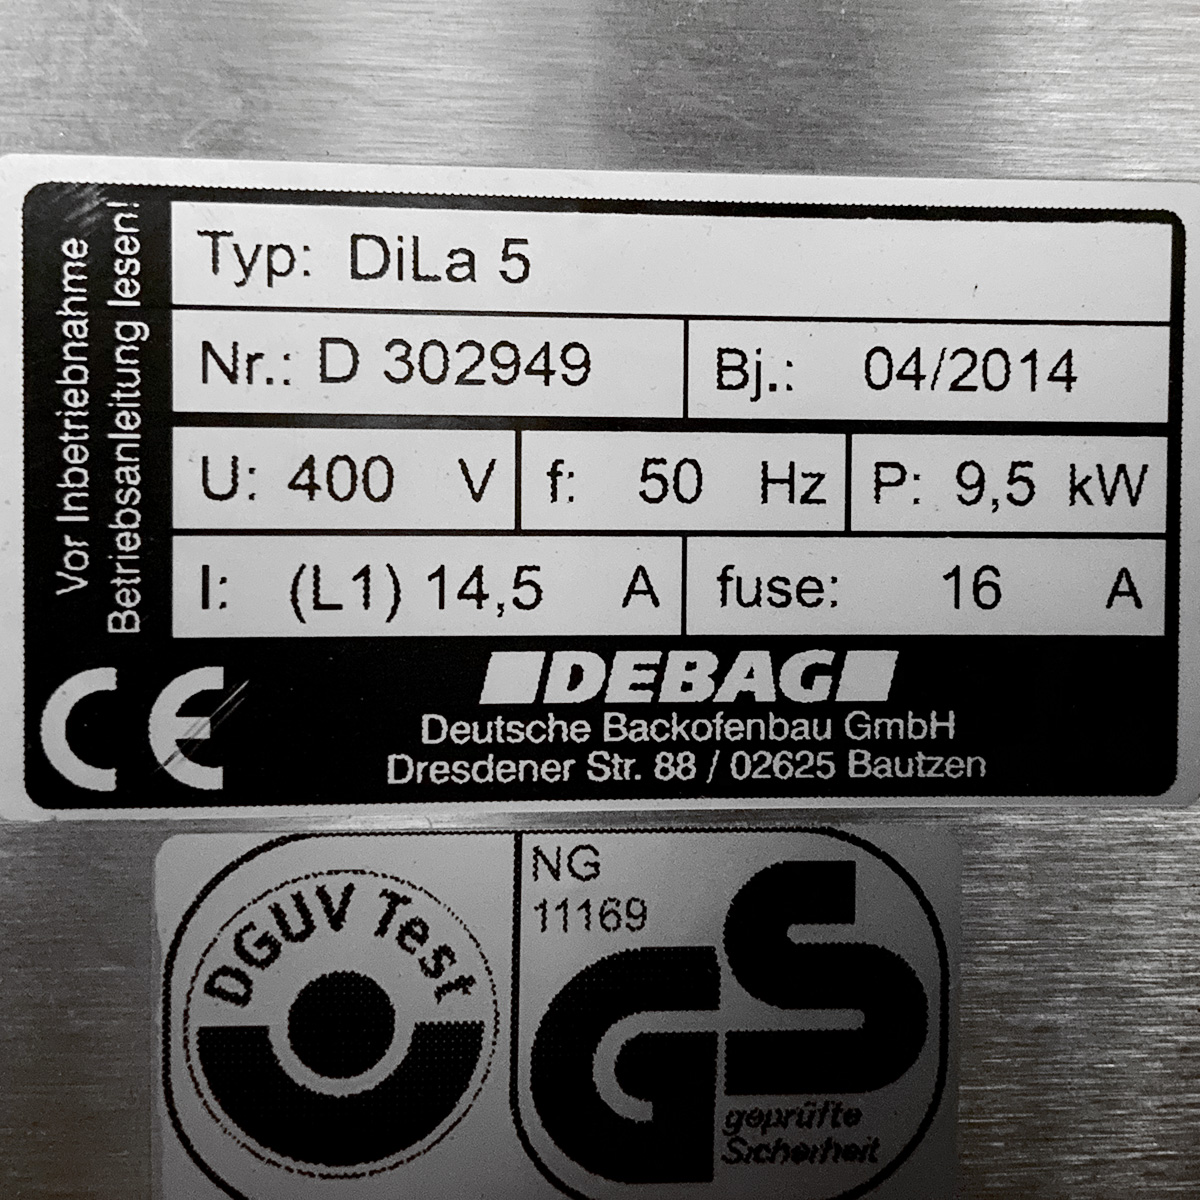 Vor Inbetriebnahme
Betriebsanleitung lesen!
Typ: DiLa 5
Nr.: D 302949 Bj.: 04/2014
U: 400 V f: 50 Hz P: 9,5 kW
I: (L1) 14,5 A fuse: 16 A
CE
DEBAG
Deutsche Backofenbau GmbH
Dresdener Str. 88 / 02625 Bautzen
DGUV Test
NG
11169
GS
geprüfte
Sicherheit